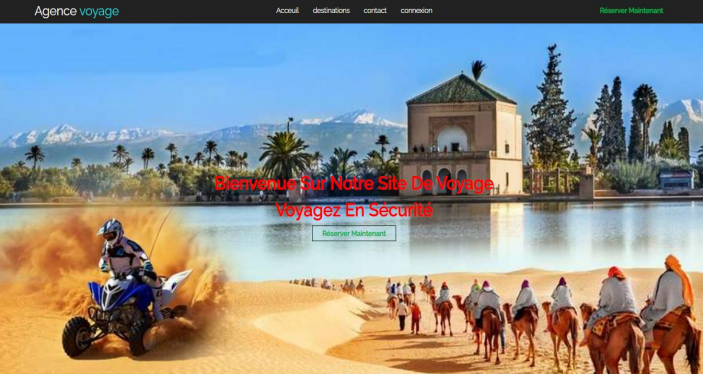 Agence voyage
Acceuil destinations contact connexion
Réserver Maintenant
Bienvenue Sur Notre Site De Voyage
Voyagez En Sécurité
Réserver Maintenant